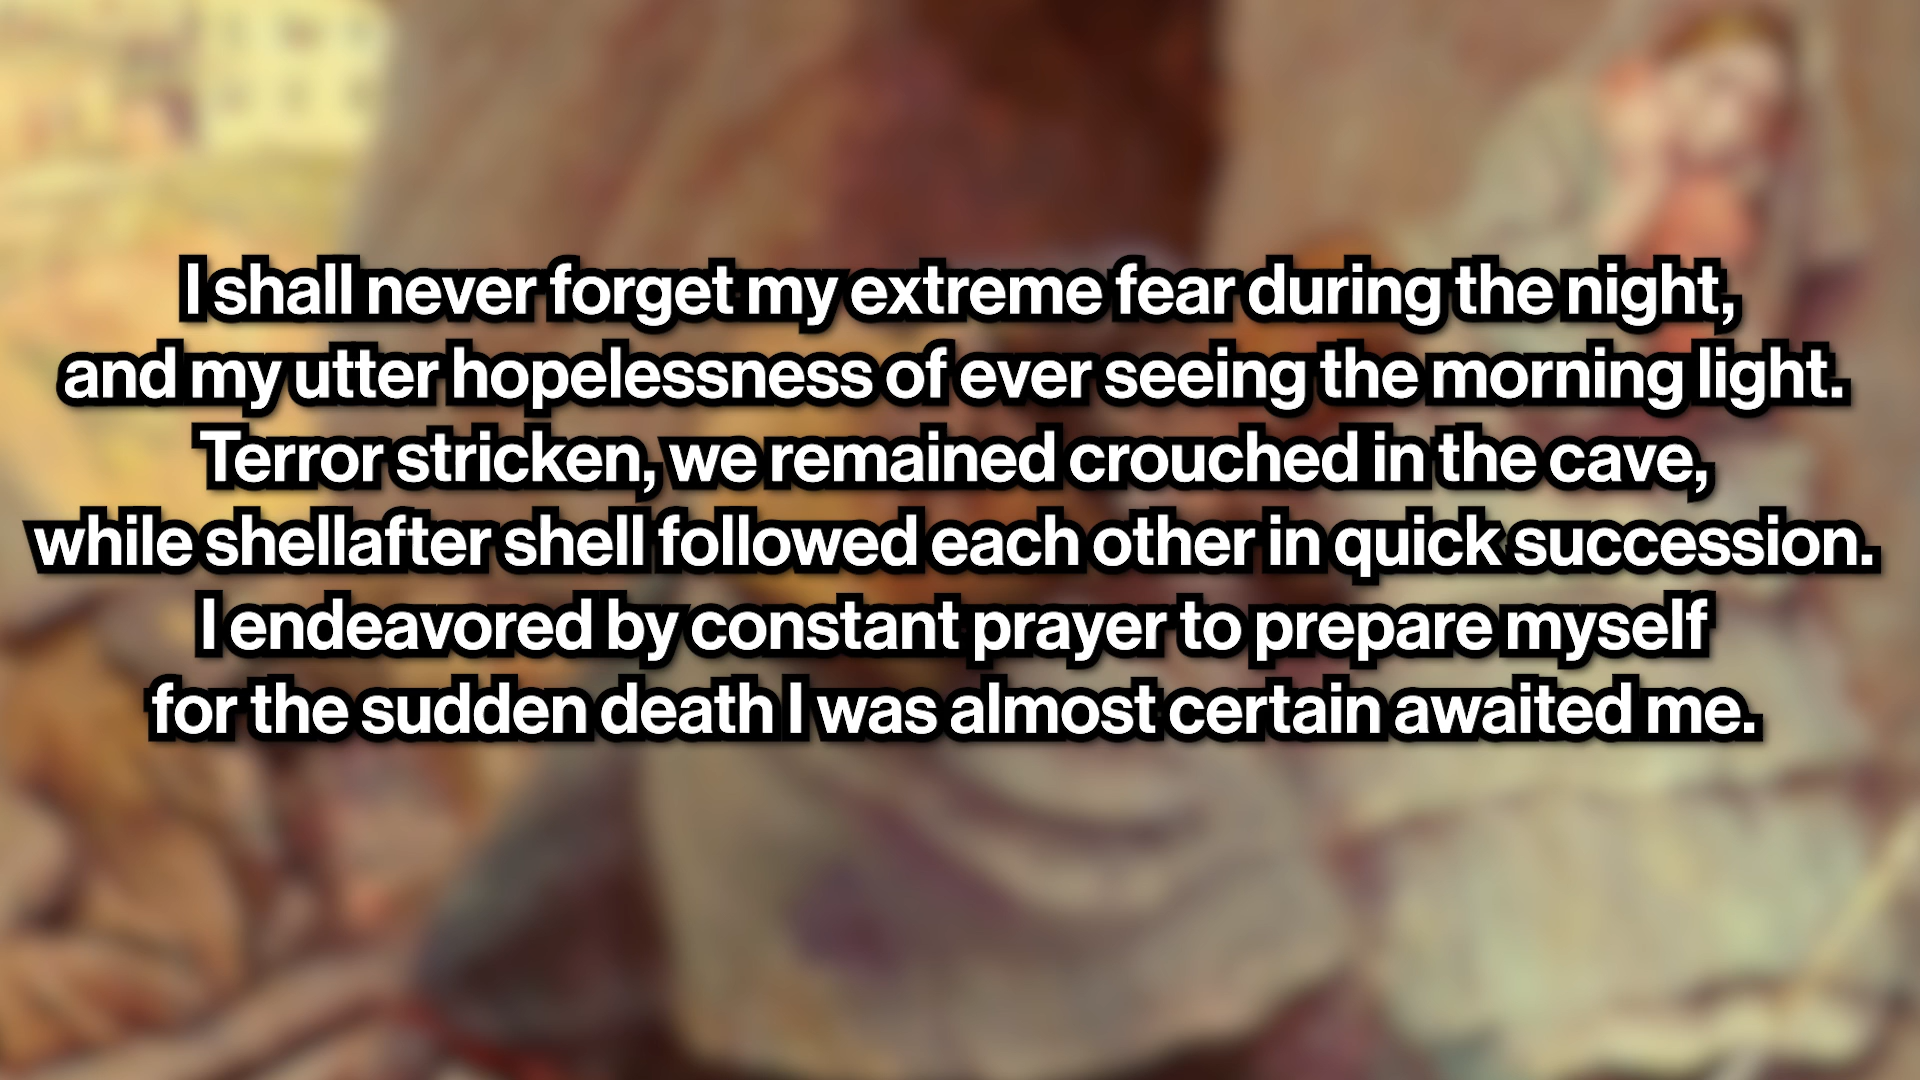 I shall never forget my extreme fear during the night,
and my utter hopelessness of ever seeing the morning light.
Terror stricken, we remained crouched in the cave,
while shellafter shell followed each other in quick succession.
I endeavored by constant prayer to prepare myself
for the sudden death I was almost certain awaited me.